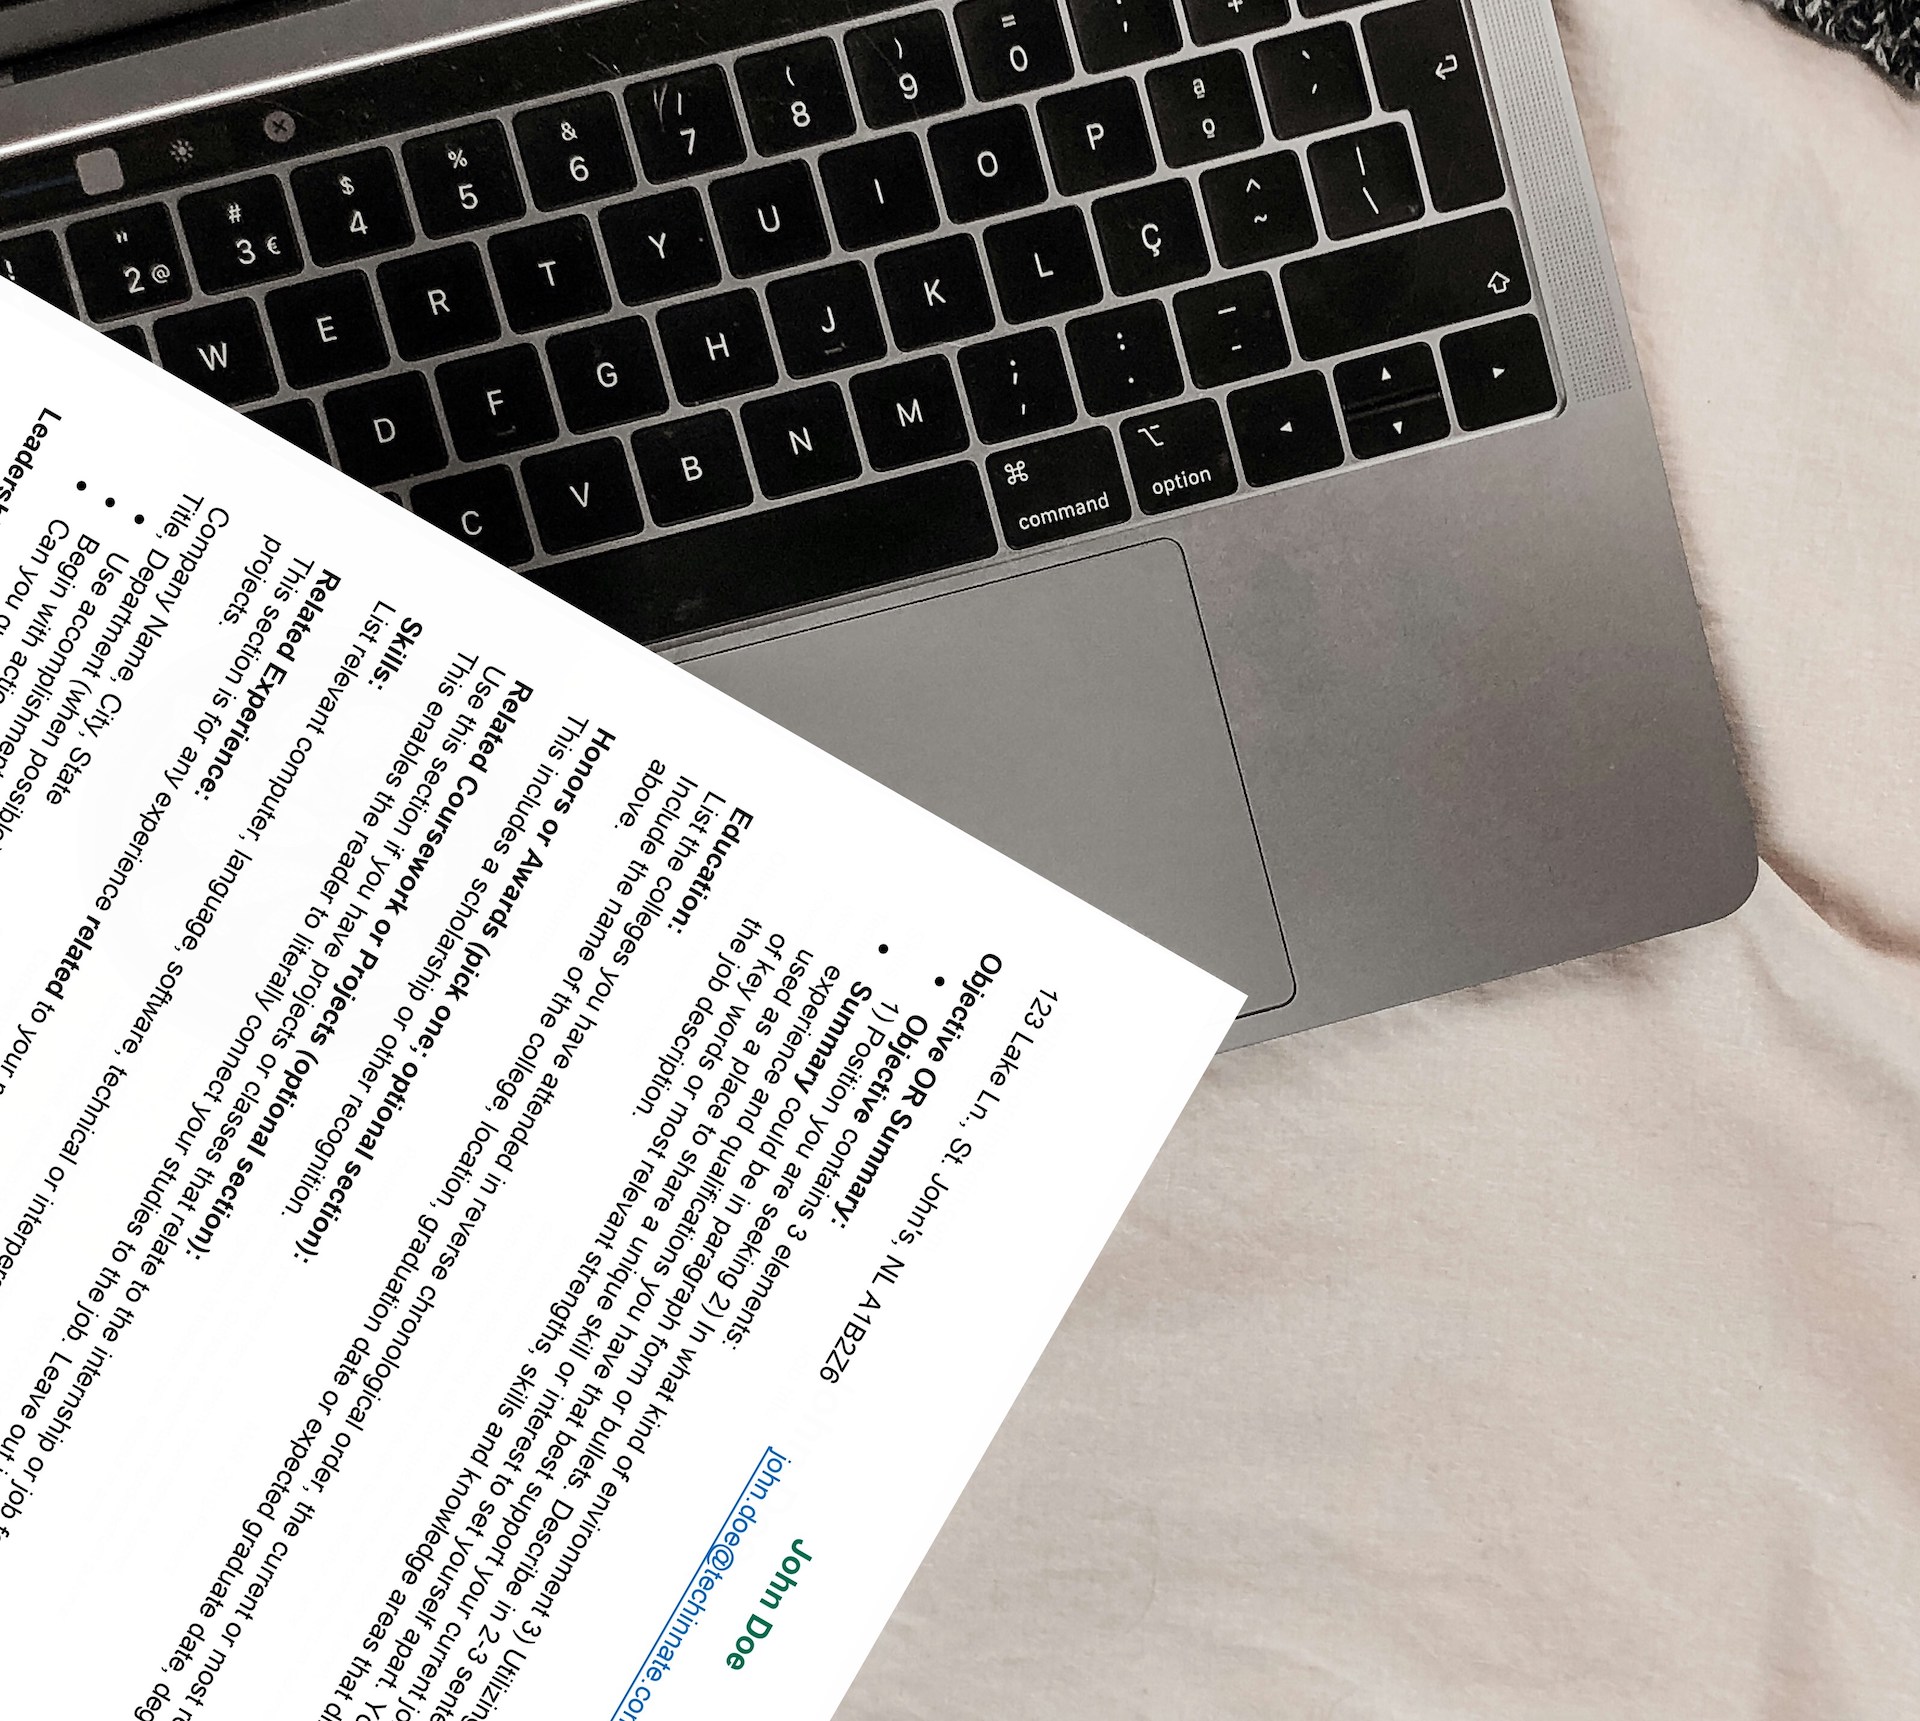 John Doe
123 Lake Ln., St. John's, NL A1B2Z6
john.doe@techinnate.com
Objective OR Summary:
• Objective contains 3 elements:
1) Position you are seeking 2) In what kind of environment 3) Utilizing
• Summary could be in paragraph form or bullets. Describe in 2-3
experience and qualifications you have that best support your current
used as a place to share a unique skill or interest to set yourself apart.
of key words or most relevant strengths, skills and knowledge areas that
the job description.
Education:
List the colleges you have attended in reverse chronological order, the current or most
Include the name of the college, location, graduation date or expected graduate date,
above.
Honors or Awards (pick one; optional section):
This includes a scholarship or other recognition.
Related Coursework or Projects (optional section):
Use this section if you have projects or classes that relate to the internship or job
This enables the reader to literally connect your studies to the job. Leave out
Skills:
List relevant computer, language, software, technical or
Related Experience:
This section is for any experience related to your
projects.
Company Name, City, State
Title, Department (when
• Use
• Begin with
• Can you
" # $ % & / ( ) =
2 @ 3 € 4 5 6 7 8 9 0
W E R T Y U I O P ª º
D F G H J K L Ç ^ ~ | \
C V B N M ; , : . _ -
⌘ command ⌥ option